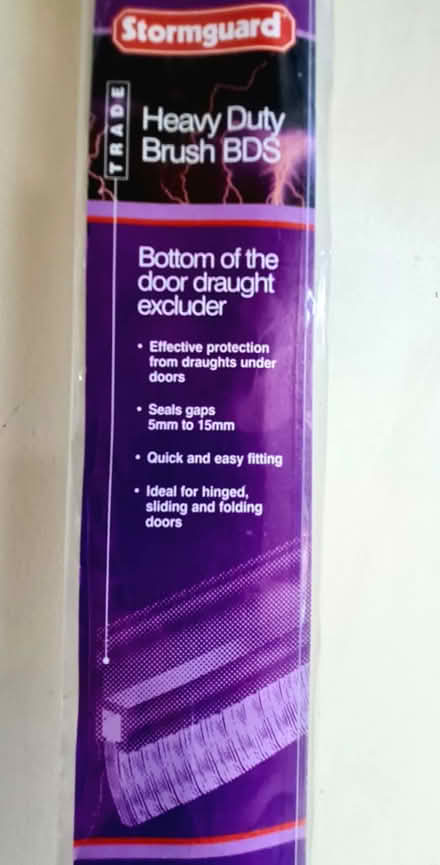 Stormguard
TRADE
Heavy Duty
Brush BDS
Bottom of the
door draught
excluder
• Effective protection
from draughts under
doors
• Seals gaps
5mm to 15mm
• Quick and easy fitting
• Ideal for hinged,
sliding and folding
doors